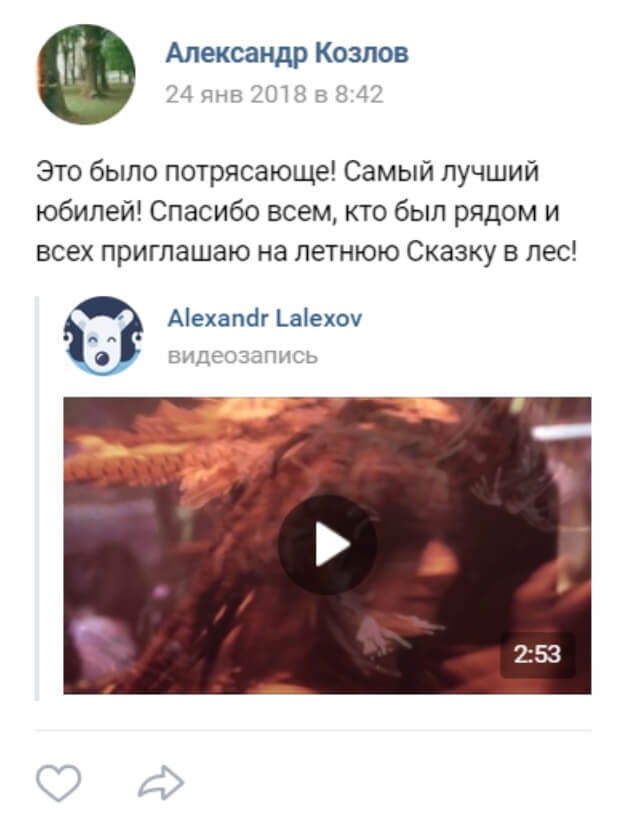 Александр Козлов
24 янв 2018 в 8:42
Это было потрясающе! Самый лучший
юбилей! Спасибо всем, кто был рядом и
всех приглашаю на летнюю Сказку в лес!
Alexandr Lalexov
видеозапись
2:53